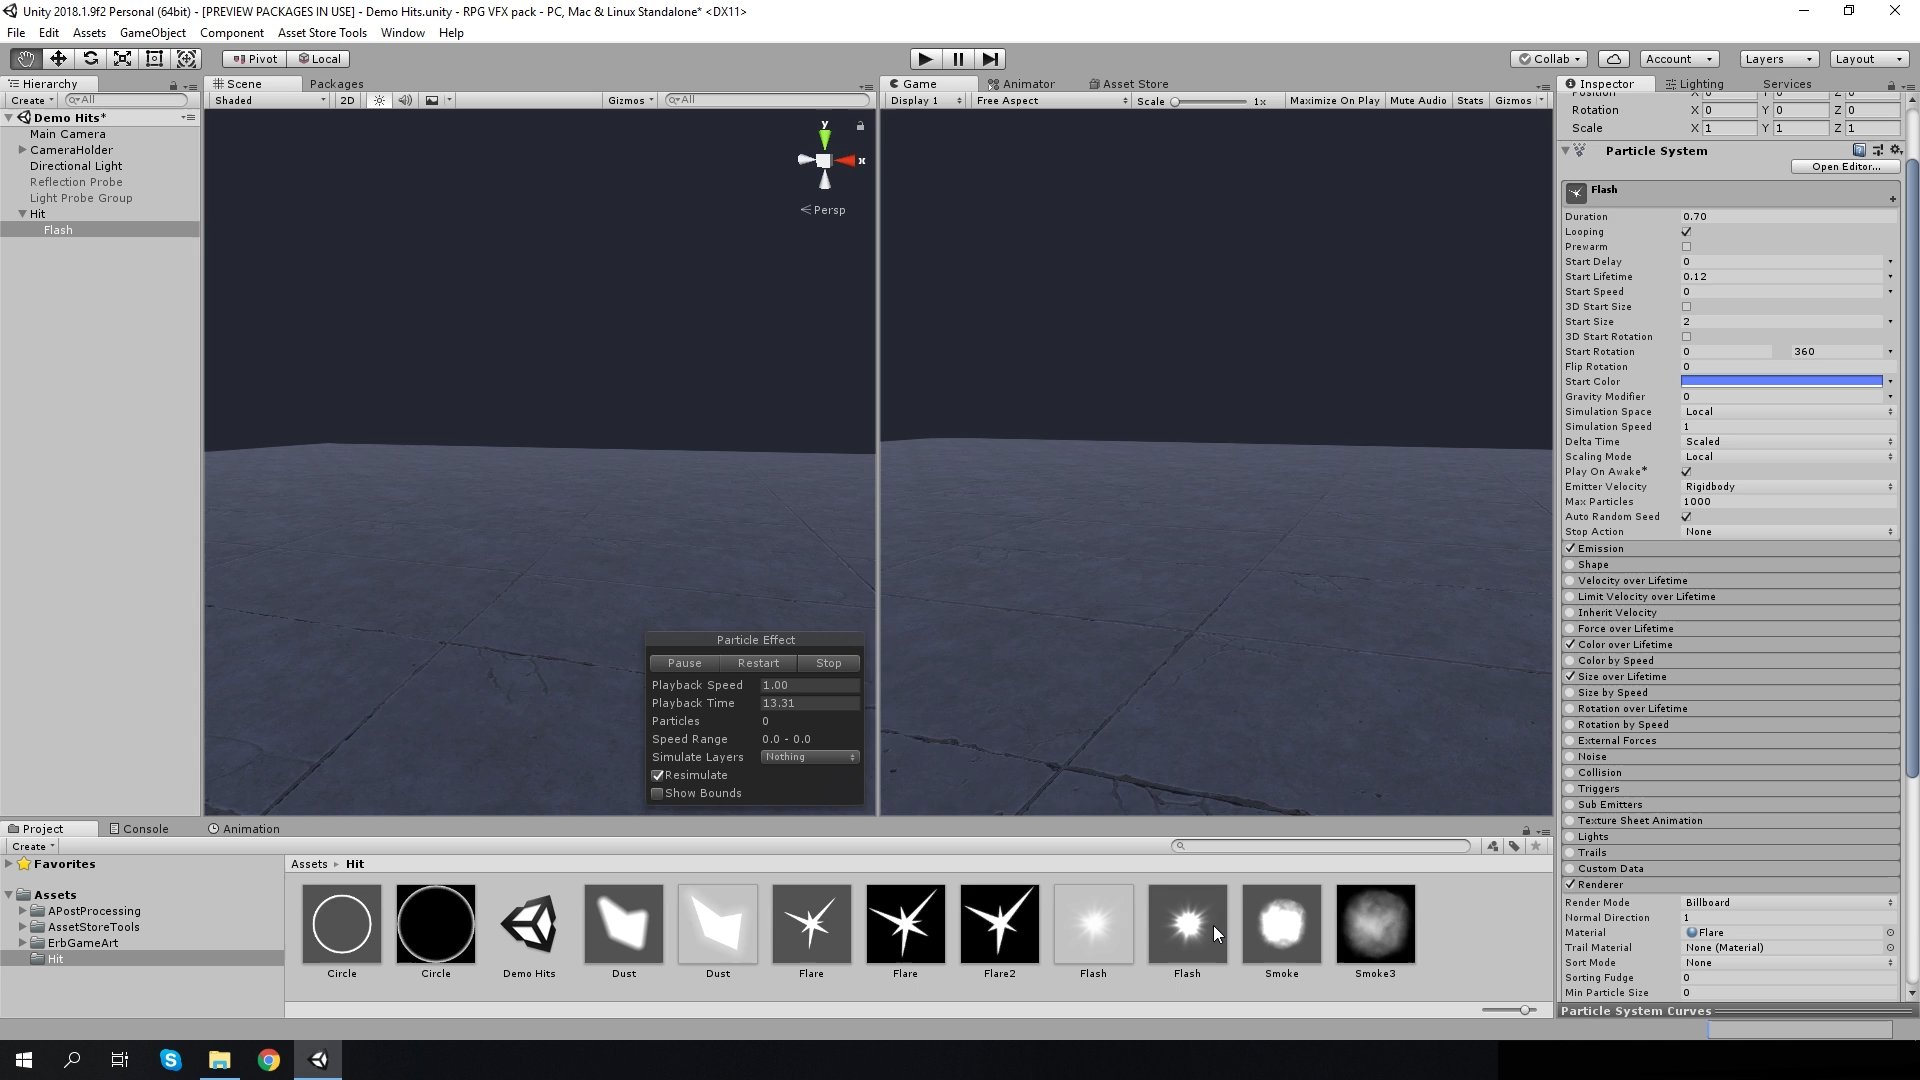 Unity 2018.1.9f2 Personal (64bit) - [PREVIEW PACKAGES IN USE] - Demo Hits.unity - RPG VFX pack - PC, Mac & Linux Standalone* <DX11>
File Edit Assets GameObject Component Asset Store Tools Window Help
Pivot Local Collab Account Layers Layout
Hierarchy
Create All
Demo Hits*
Main Camera
CameraHolder
Directional Light
Reflection Probe
Light Probe Group
Hit
Flash
Scene Packages
Shaded 2D Gizmos All
y
x
Persp
Particle Effect
Pause Restart Stop
Playback Speed 1.00
Playback Time 13.31
Particles 0
Speed Range 0.0 - 0.0
Simulate Layers Nothing
Resimulate
Show Bounds
Game Animator Asset Store
Display 1 Free Aspect Scale 1x Maximize On Play Mute Audio Stats Gizmos
Inspector Lighting Services
Position X 0 Y 0 Z 0
Rotation X 0 Y 0 Z 0
Scale X 1 Y 1 Z 1
Particle System
Open Editor...
Flash
Duration 0.70
Looping
Prewarm
Start Delay 0
Start Lifetime 0.12
Start Speed 0
3D Start Size
Start Size 2
3D Start Rotation
Start Rotation 0 360
Flip Rotation 0
Start Color
Gravity Modifier 0
Simulation Space Local
Simulation Speed 1
Delta Time Scaled
Scaling Mode Local
Play On Awake*
Emitter Velocity Rigidbody
Max Particles 1000
Auto Random Seed
Stop Action None
Emission
Shape
Velocity over Lifetime
Limit Velocity over Lifetime
Inherit Velocity
Force over Lifetime
Color over Lifetime
Color by Speed
Size over Lifetime
Size by Speed
Rotation over Lifetime
Rotation by Speed
External Forces
Noise
Collision
Triggers
Sub Emitters
Texture Sheet Animation
Lights
Trails
Custom Data
Renderer
Render Mode Billboard
Normal Direction 1
Material Flare
Trail Material None (Material)
Sort Mode None
Sorting Fudge 0
Min Particle Size 0
Particle System Curves
Project Console Animation
Create
Favorites
Assets
APostProcessing
AssetStoreTools
ErbGameArt
Hit
Assets Hit
Circle Circle Demo Hits Dust Dust Flare Flare Flare2 Flash Flash Smoke Smoke3